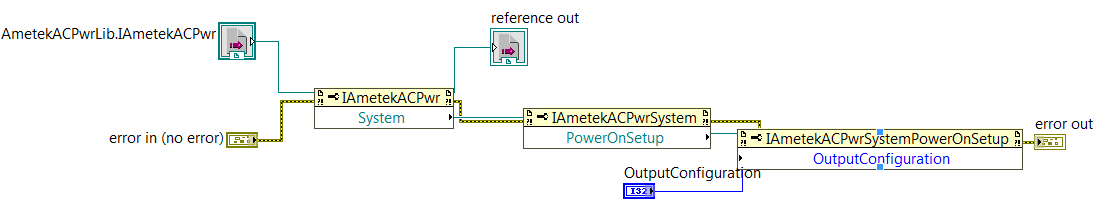 reference out
AmetekACPwrLib.IAmetekACPwr
IAmetekACPwr
System
IAmetekACPwrSystem
PowerOnSetup
error in (no error)
error out
IAmetekACPwrSystemPowerOnSetup
OutputConfiguration
OutputConfiguration
I32